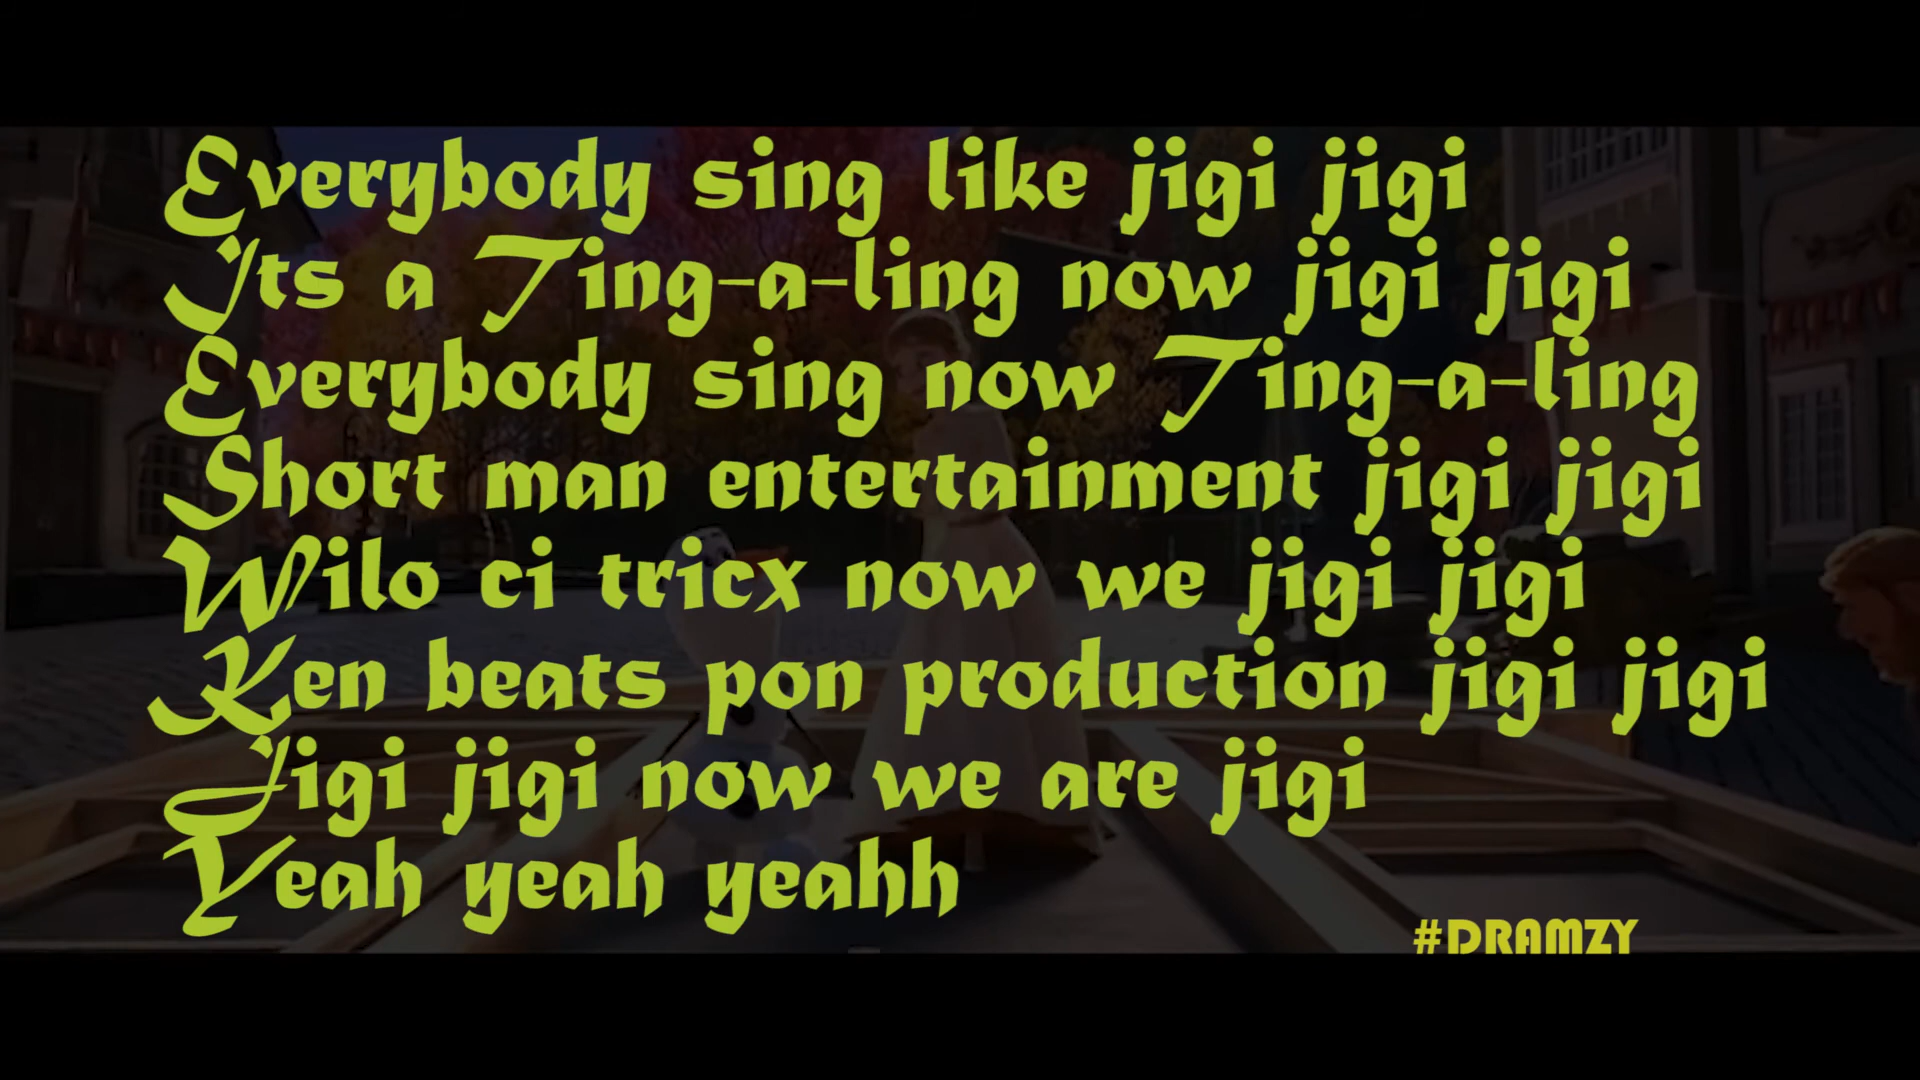 Everybody sing like jigi jigi
Its a Ting-a-ling now jigi jigi
Everybody sing now Ting-a-ling
Short man entertainment jigi jigi
Wilo ci tricx now we jigi jigi
Ken beats pon production jigi jigi
Jigi jigi now we are jigi
Yeah yeah yeahh
#DRAMZY